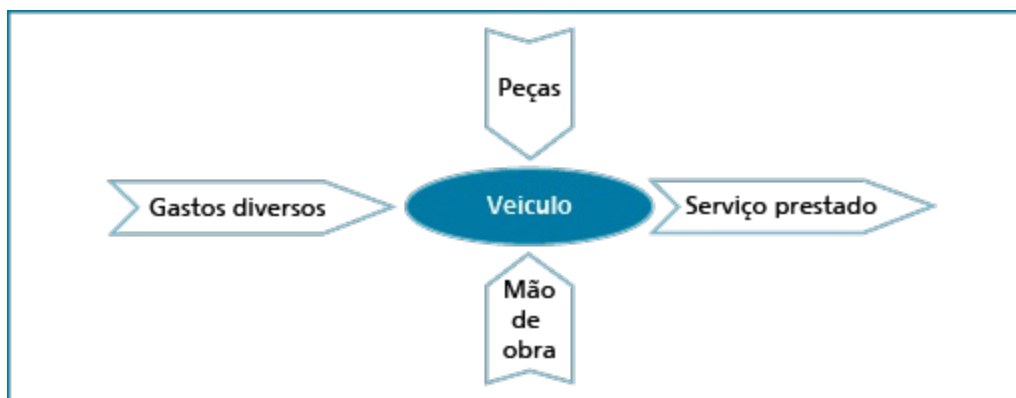 Peças
Gastos diversos
Veiculo
Serviço prestado
Mão
de
obra